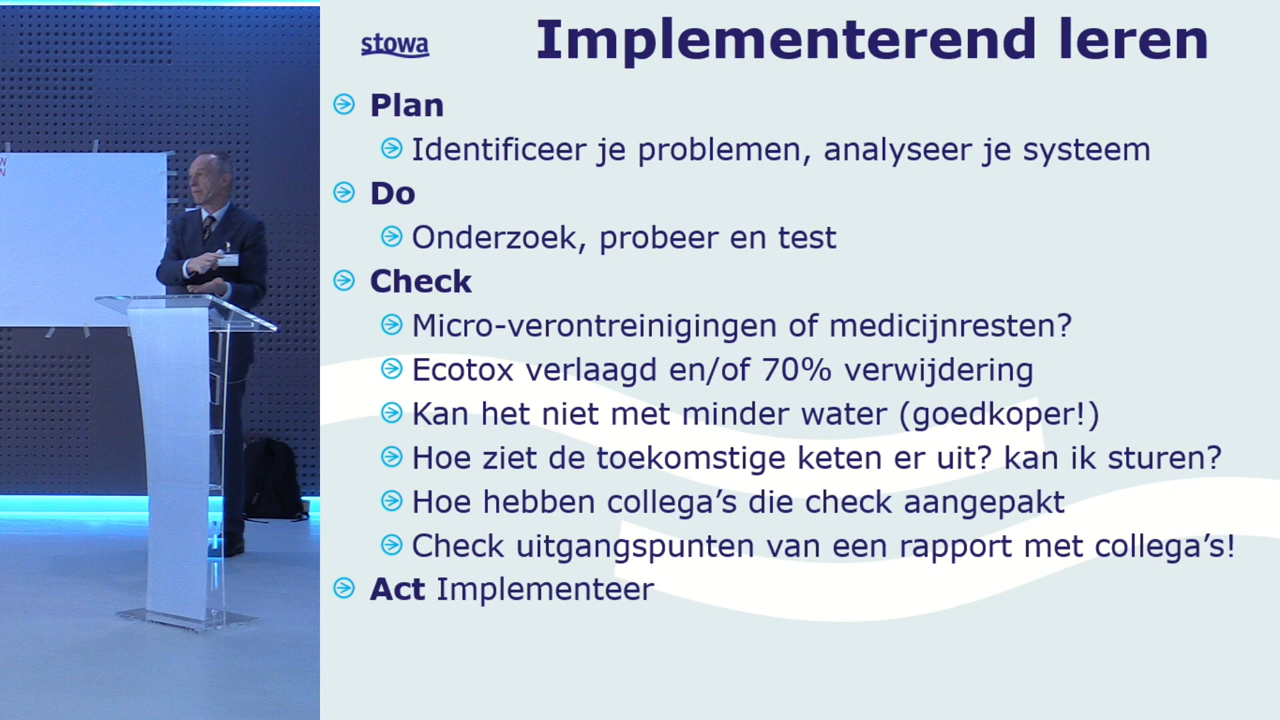 stowa
Implementerend leren
Plan
Identificeer je problemen, analyseer je systeem
Do
Onderzoek, probeer en test
Check
Micro-verontreinigingen of medicijnresten?
Ecotox verlaagd en/of 70% verwijdering
Kan het niet met minder water (goedkoper!)
Hoe ziet de toekomstige keten er uit? kan ik sturen?
Hoe hebben collega’s die check aangepakt
Check uitgangspunten van een rapport met collega’s!
Act Implementeer